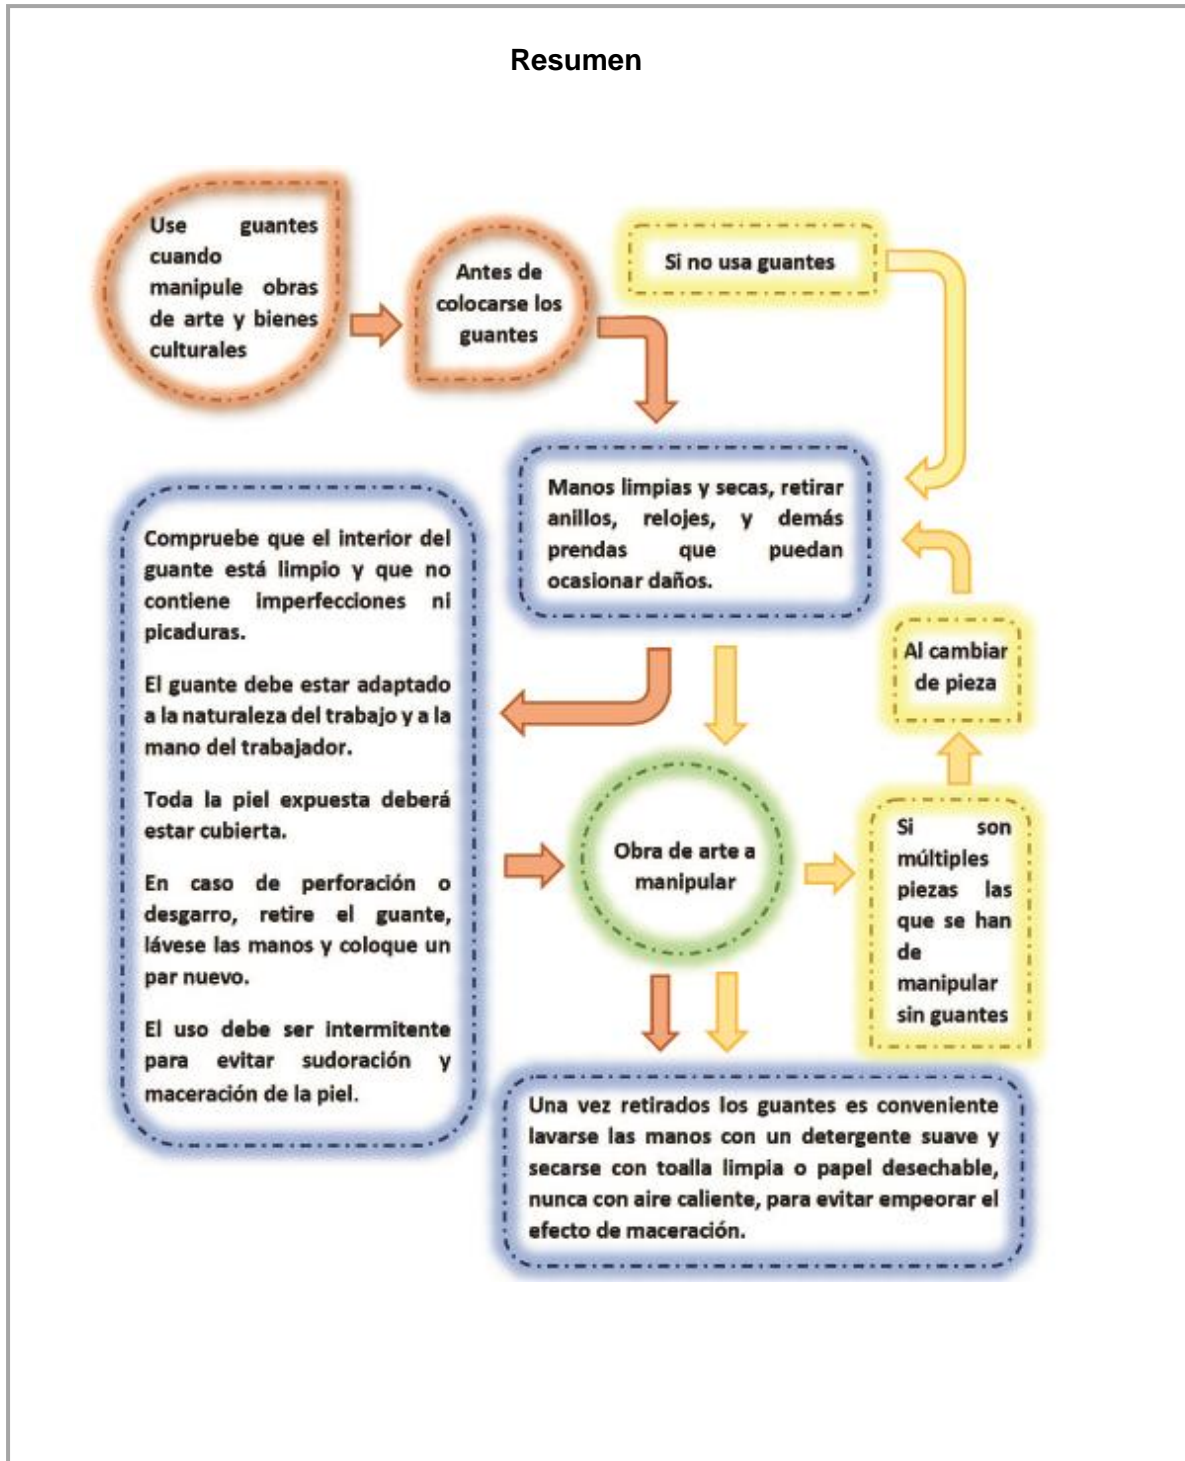 Resumen
Use guantes
cuando
manipule obras
de arte y bienes
culturales
Antes de
colocarse los
guantes
Si no usa guantes
Manos limpias y secas, retirar
anillos, relojes, y demás
prendas que puedan
ocasionar daños.
Compruebe que el interior del
guante está limpio y que no
contiene imperfecciones ni
picaduras.
El guante debe estar adaptado
a la naturaleza del trabajo y a la
mano del trabajador.
Toda la piel expuesta deberá
estar cubierta.
En caso de perforación o
desgarro, retire el guante,
lávese las manos y coloque un
par nuevo.
El uso debe ser intermitente
para evitar sudoración y
maceración de la piel.
Obra de arte a
manipular
Si son
múltiples
piezas las
que se han
de
manipular
sin guantes
Al cambiar
de pieza
Una vez retirados los guantes es conveniente
lavarse las manos con un detergente suave y
secarse con toalla limpia o papel desechable,
nunca con aire caliente, para evitar empeorar el
efecto de maceración.